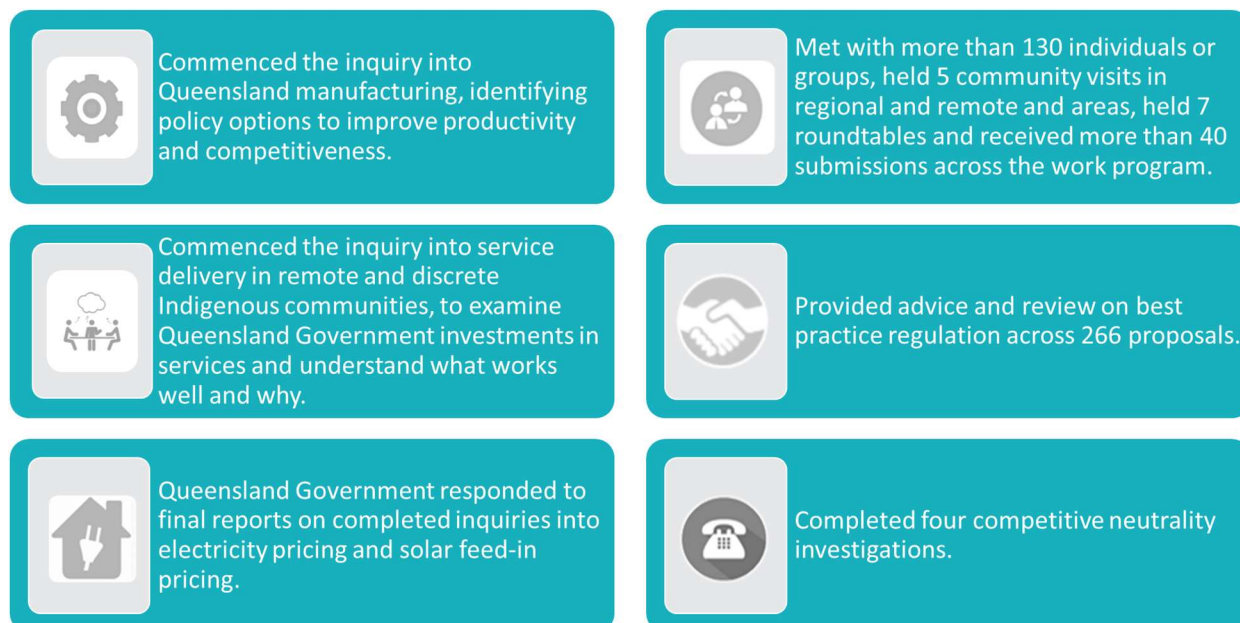 Commenced the inquiry into
Queensland manufacturing, identifying
policy options to improve productivity
and competitiveness.
Met with more than 130 individuals or
groups, held 5 community visits in
regional and remote and areas, held 7
roundtables and received more than 40
submissions across the work program.
Commenced the inquiry into service
delivery in remote and discrete
Indigenous communities, to examine
Queensland Government investments in
services and understand what works
well and why.
Provided advice and review on best
practice regulation across 266 proposals.
Queensland Government responded to
final reports on completed inquiries into
electricity pricing and solar feed-in
pricing.
Completed four competitive neutrality
investigations.